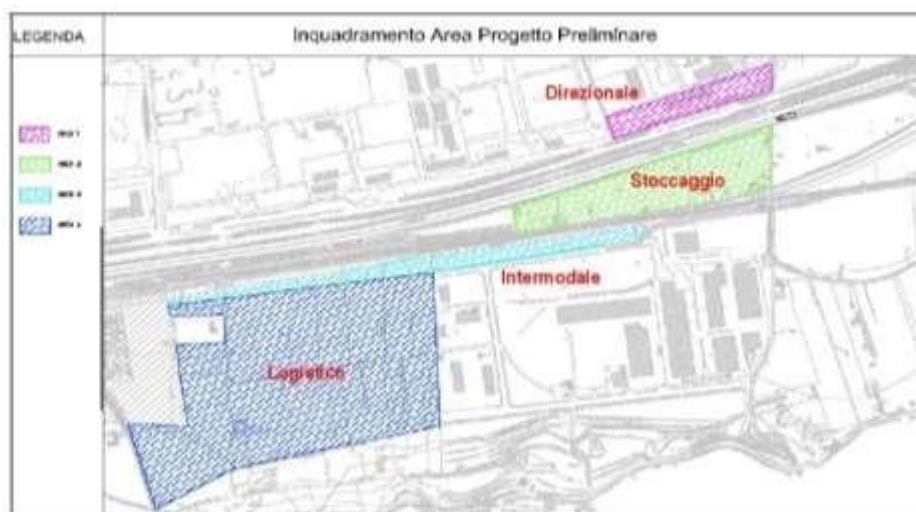 LEGENDA
Inquadramento Area Progetto Preliminare
Direzionale
Stoccaggio
Intermodale
Logistico